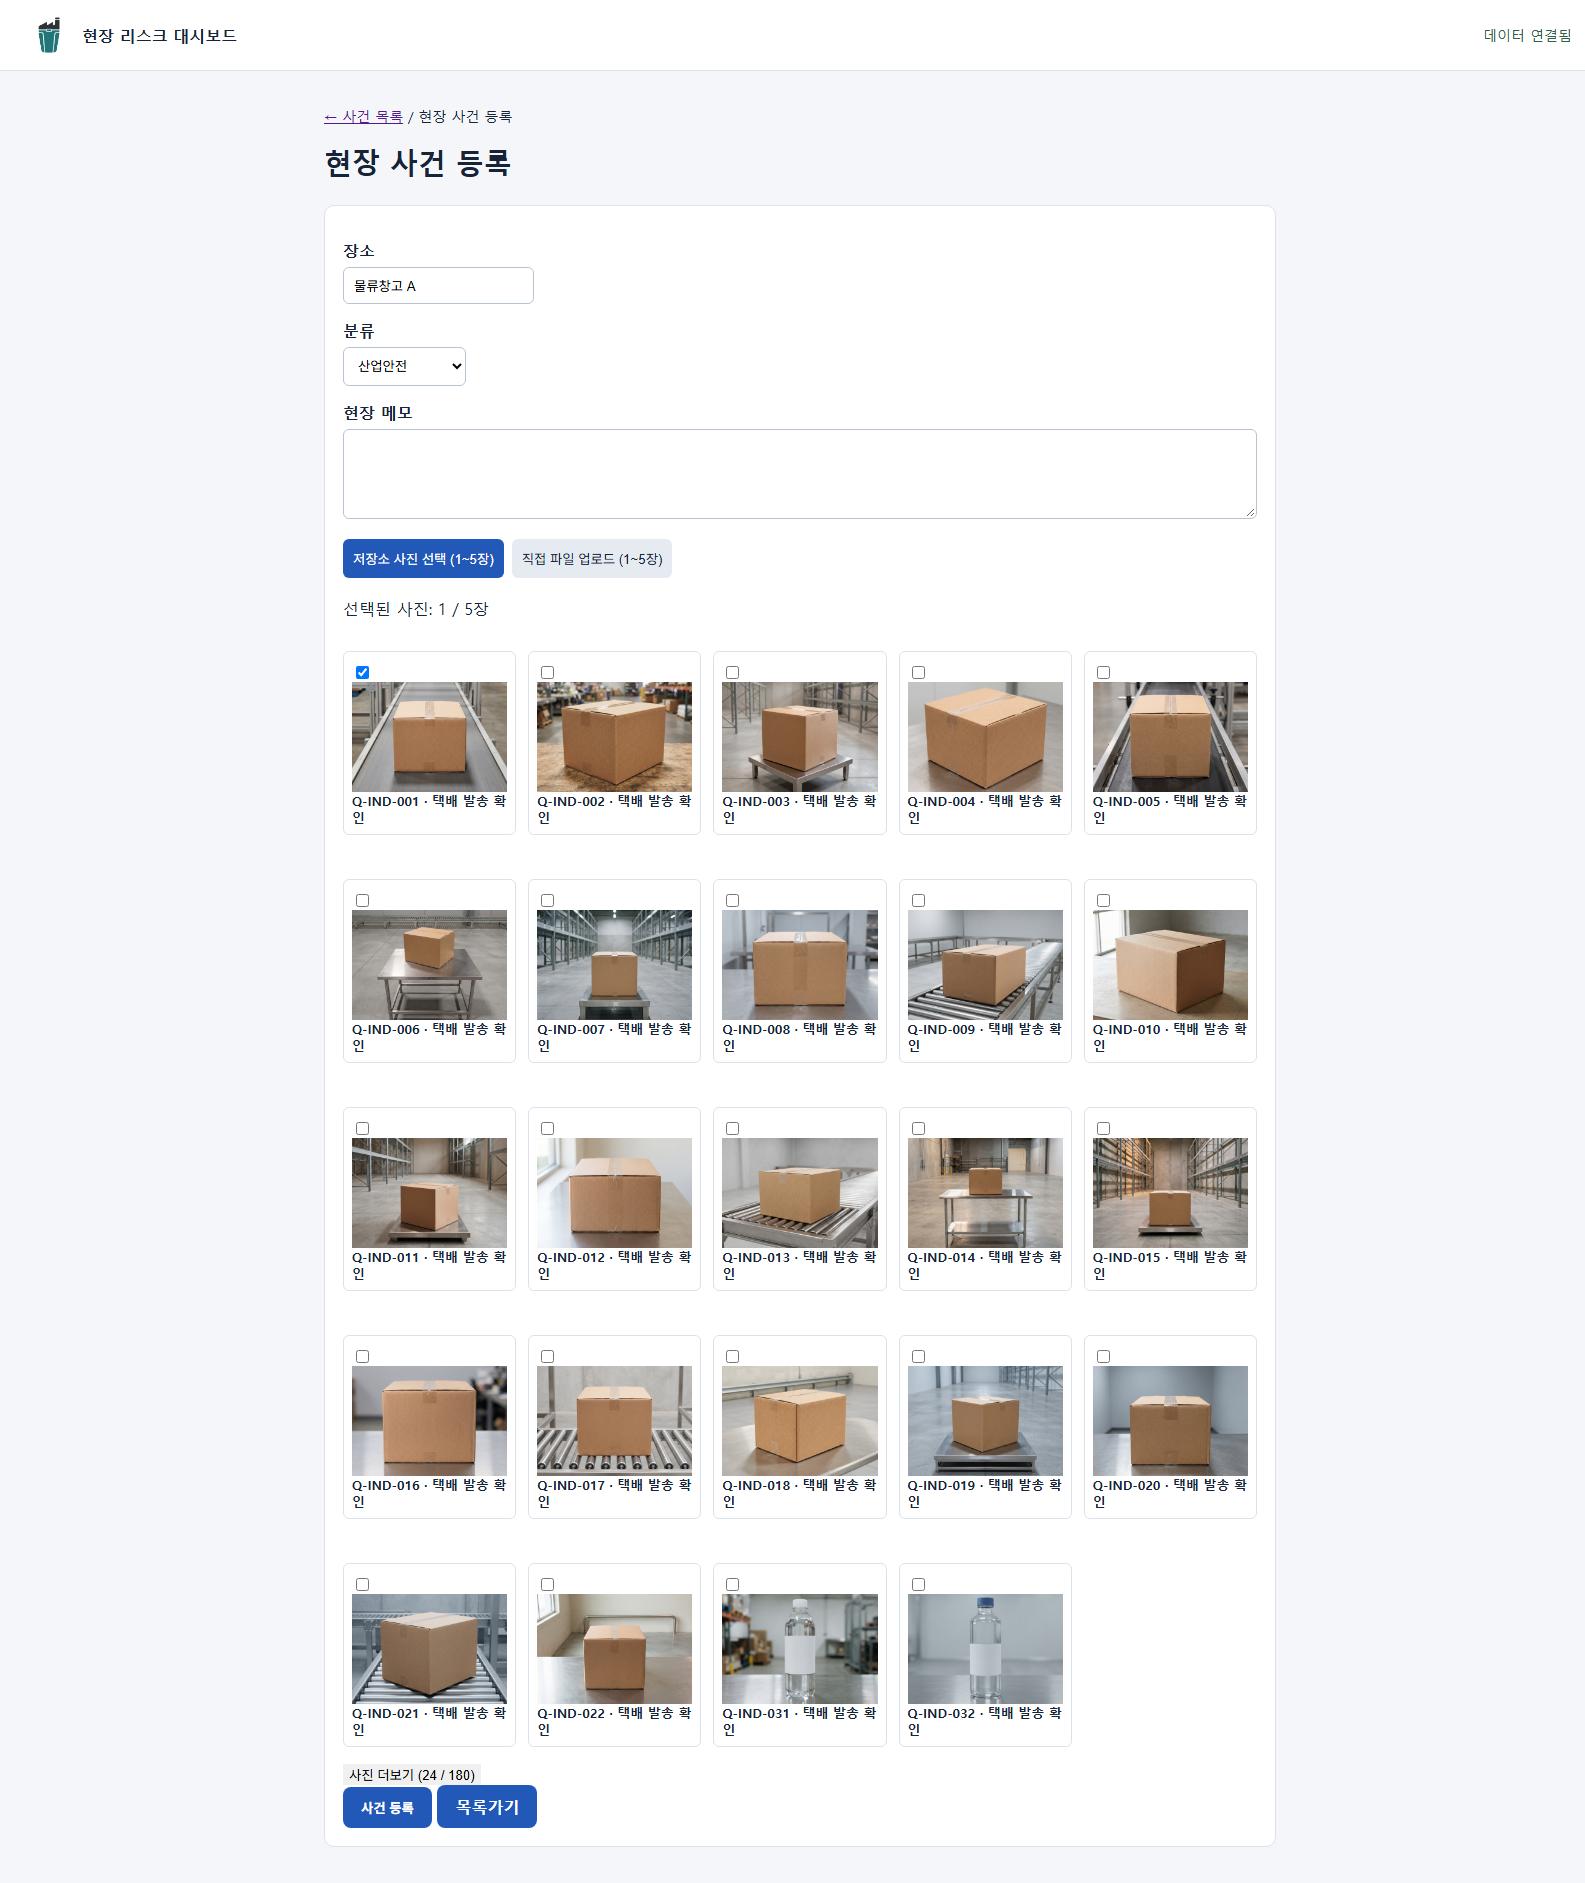 현장 리스크 대시보드
데이터 연결됨
← 사건 목록 / 현장 사건 등록
현장 사건 등록
장소
물류창고 A
분류
산업안전
현장 메모
저장소 사진 선택 (1~5장)
직접 파일 업로드 (1~5장)
선택된 사진: 1 / 5장
Q-IND-001 · 택배 발송 확
인
Q-IND-002 · 택배 발송 확
인
Q-IND-003 · 택배 발송 확
인
Q-IND-004 · 택배 발송 확
인
Q-IND-005 · 택배 발송 확
인
Q-IND-006 · 택배 발송 확
인
Q-IND-007 · 택배 발송 확
인
Q-IND-008 · 택배 발송 확
인
Q-IND-009 · 택배 발송 확
인
Q-IND-010 · 택배 발송 확
인
Q-IND-011 · 택배 발송 확
인
Q-IND-012 · 택배 발송 확
인
Q-IND-013 · 택배 발송 확
인
Q-IND-014 · 택배 발송 확
인
Q-IND-015 · 택배 발송 확
인
Q-IND-016 · 택배 발송 확
인
Q-IND-017 · 택배 발송 확
인
Q-IND-018 · 택배 발송 확
인
Q-IND-019 · 택배 발송 확
인
Q-IND-020 · 택배 발송 확
인
Q-IND-021 · 택배 발송 확
인
Q-IND-022 · 택배 발송 확
인
Q-IND-031 · 택배 발송 확
인
Q-IND-032 · 택배 발송 확
인
사진 더보기 (24 / 180)
사건 등록
목록가기